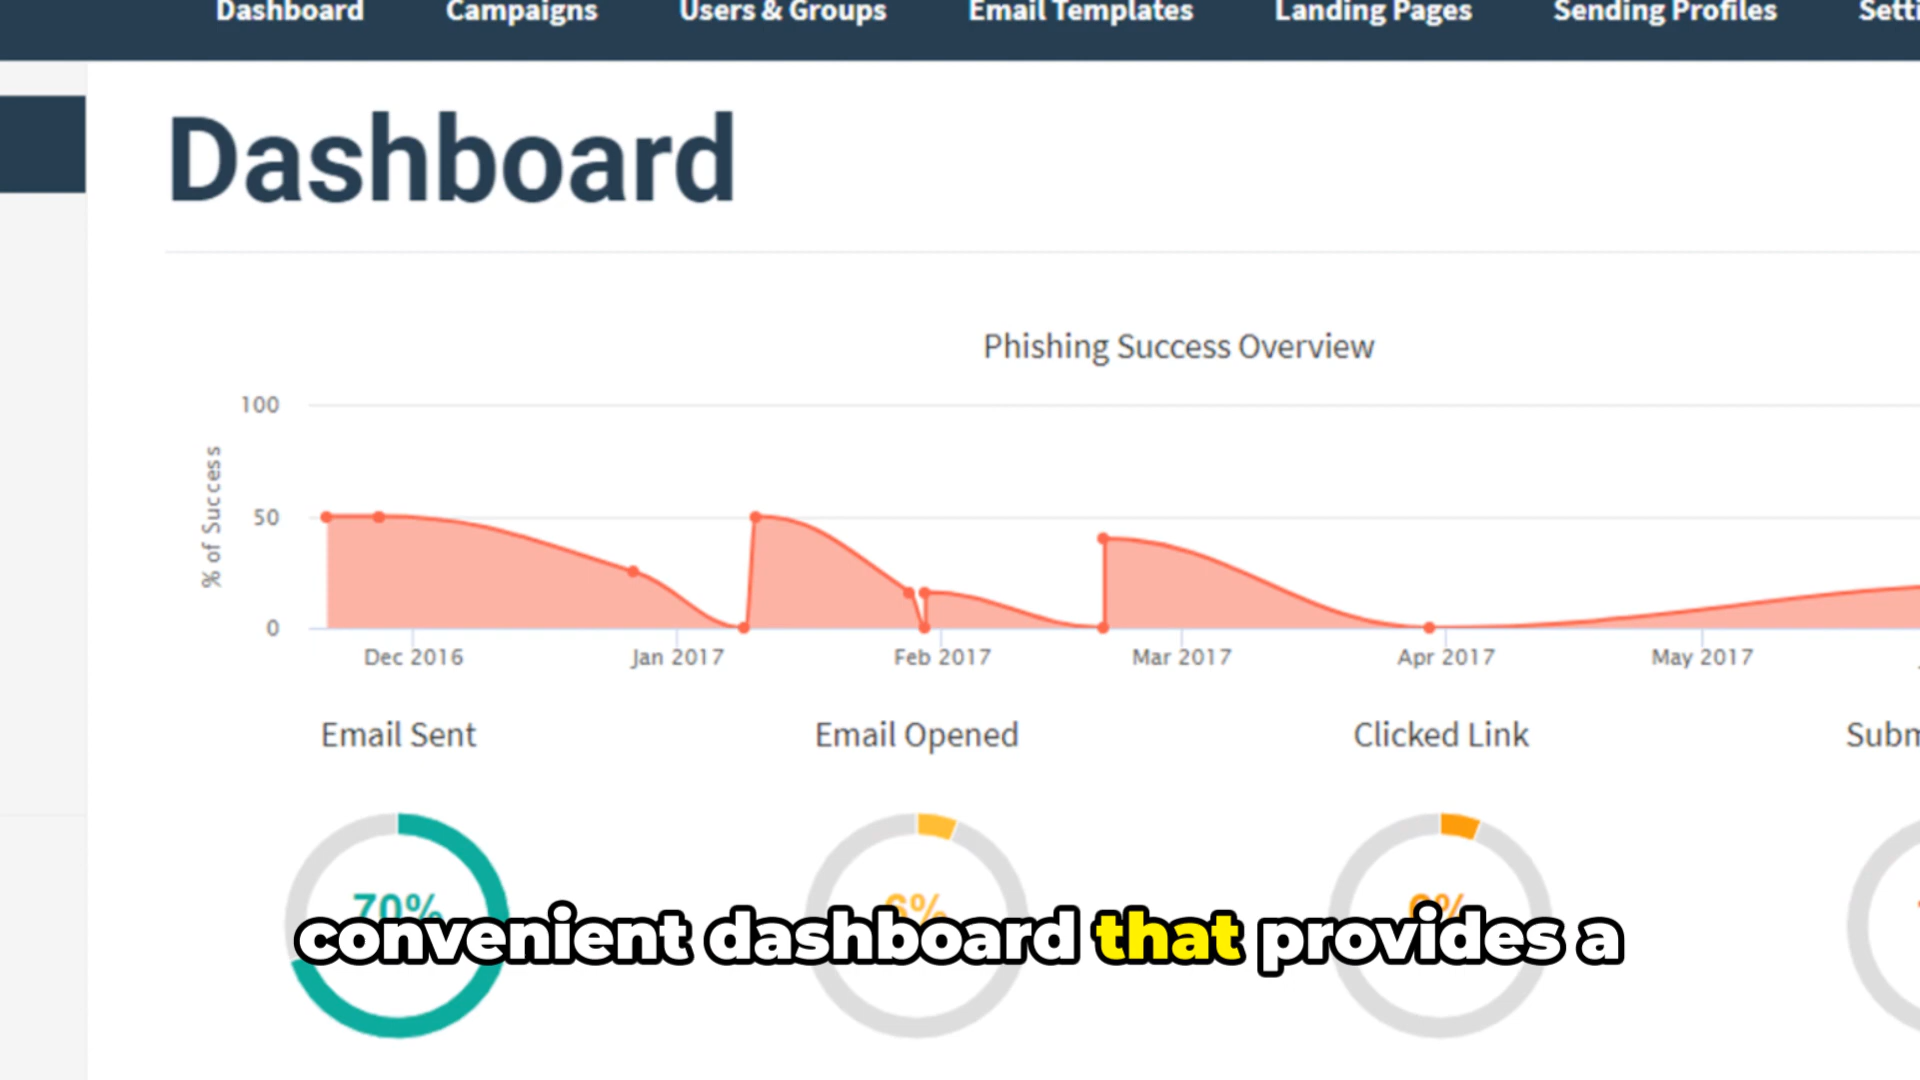 Dashboard Campaigns Users & Groups Email Templates Landing Pages Sending Profiles
Dashboard
Phishing Success Overview
% of Success
100
50
0
Dec 2016 Jan 2017 Feb 2017 Mar 2017 Apr 2017 May 2017
Email Sent Email Opened Clicked Link
70% 6%
convenient dashboard that provides a